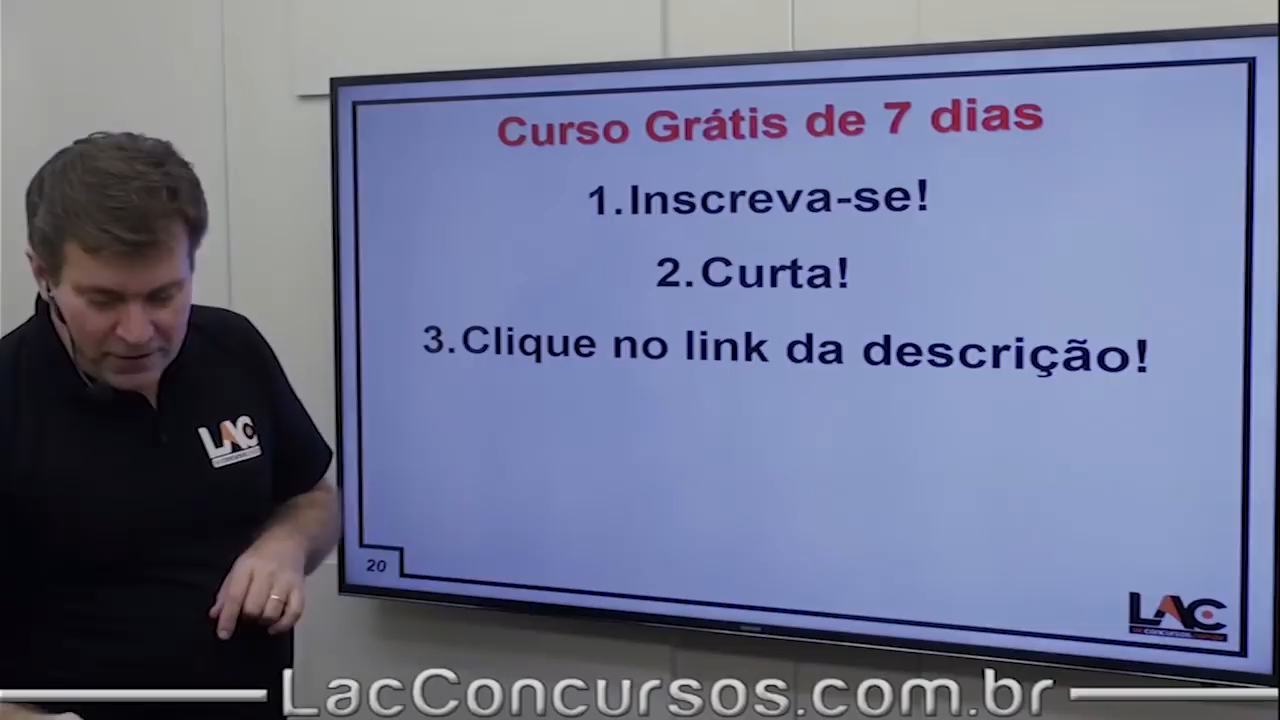 Curso Grátis de 7 dias
1.Inscreva-se!
2.Curta!
3.Clique no link da descrição!
LAC
20
LAC
LacConcursos.com.br